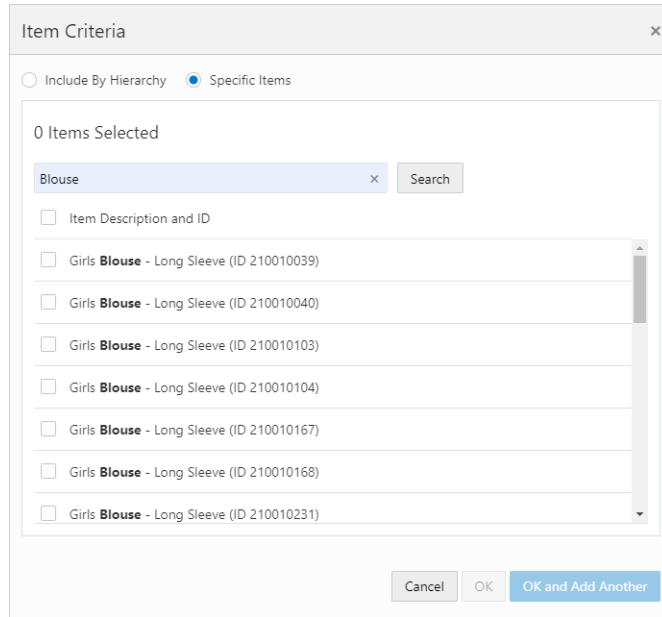 Item Criteria
Include By Hierarchy Specific Items
0 Items Selected
Blouse Search
Item Description and ID
Girls Blouse - Long Sleeve (ID 210010039)
Girls Blouse - Long Sleeve (ID 210010040)
Girls Blouse - Long Sleeve (ID 210010103)
Girls Blouse - Long Sleeve (ID 210010104)
Girls Blouse - Long Sleeve (ID 210010167)
Girls Blouse - Long Sleeve (ID 210010168)
Girls Blouse - Long Sleeve (ID 210010231)
Cancel OK OK and Add Another